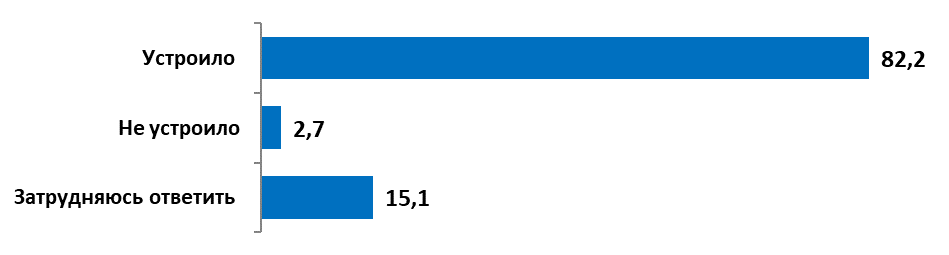 Устроило 82,2
Не устроило 2,7
Затрудняюсь ответить 15,1